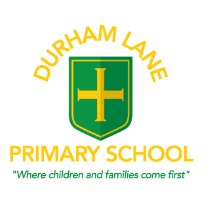 DURHAM LANE
PRIMARY SCHOOL
"Where children and families come first"